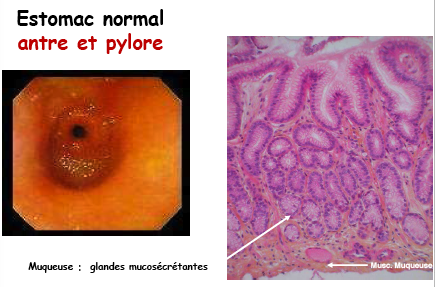 Estomac normal
antre et pylore
Muqueuse : glandes mucosécrétantes
Musc. Muqueuse